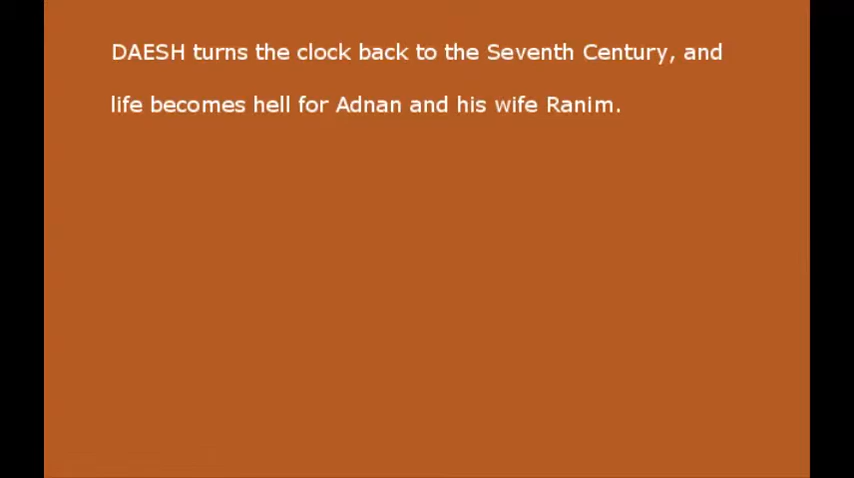 DAESH turns the clock back to the Seventh Century, and
life becomes hell for Adnan and his wife Ranim.